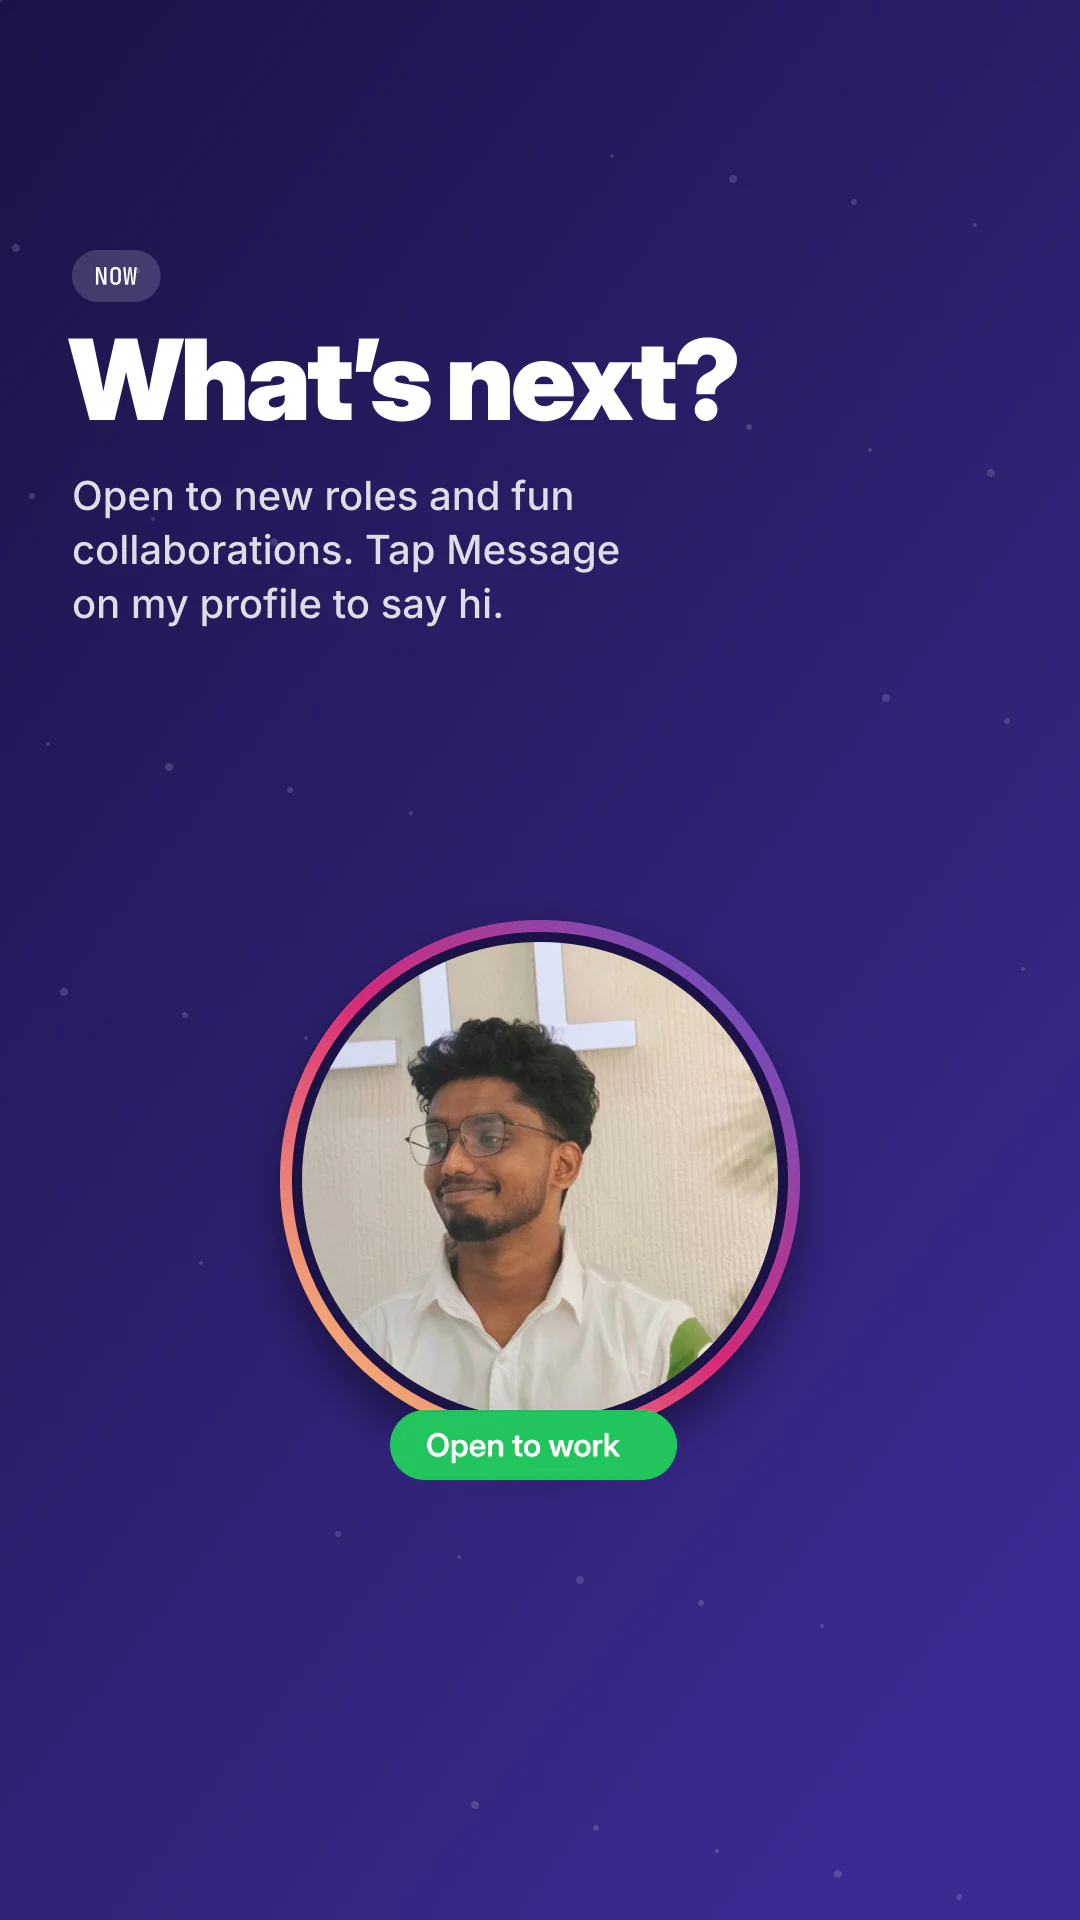 NOW
What's next?
Open to new roles and fun
collaborations. Tap Message
on my profile to say hi.
Open to work